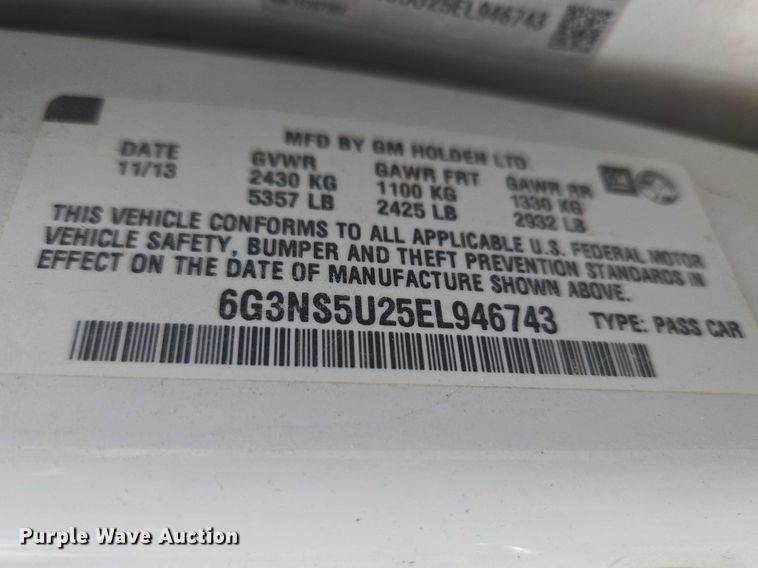 S5U25EL946743
MFD BY GM HOLDEN LTD.
DATE GVWR GAWR FRT GAWR RR
11/13 2430 KG 1100 KG 1330 KG
5357 LB 2425 LB 2932 LB
THIS VEHICLE CONFORMS TO ALL APPLICABLE U.S. FEDERAL MOTOR
VEHICLE SAFETY, BUMPER AND THEFT PREVENTION STANDARDS IN
EFFECT ON THE DATE OF MANUFACTURE SHOWN ABOVE.
6G3NS5U25EL946743 TYPE: PASS CAR
Purple Wave Auction